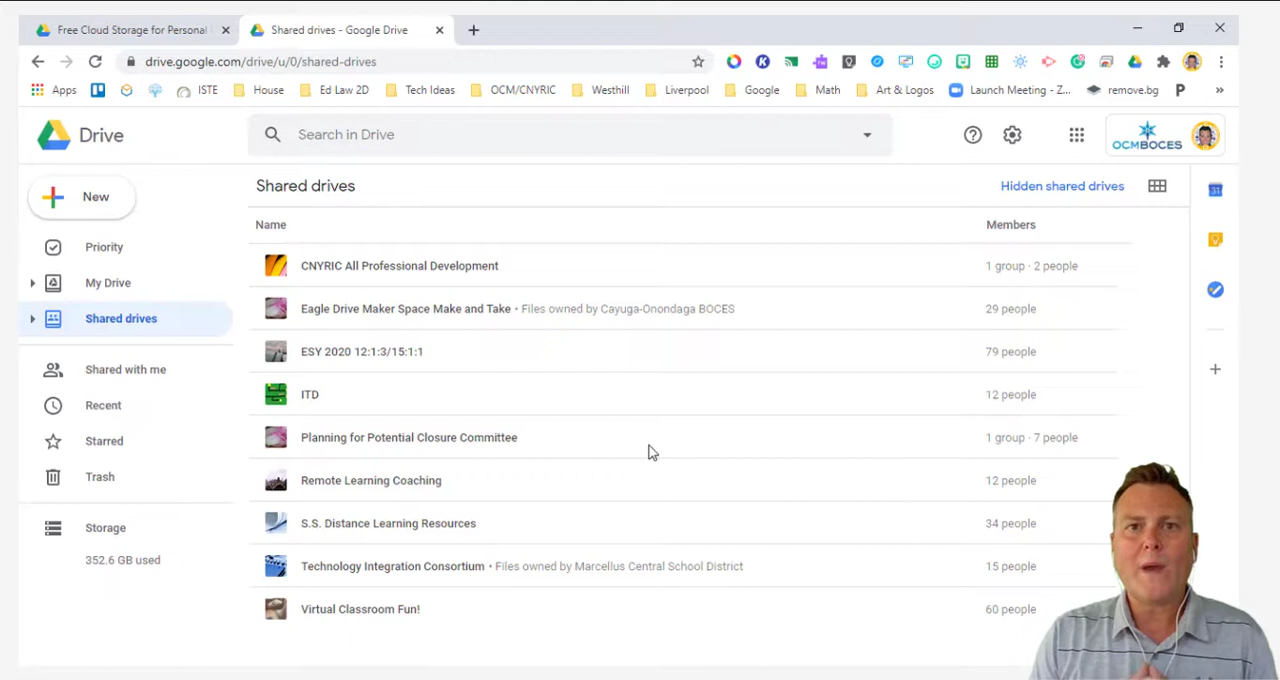 Free Cloud Storage for Personal
Shared drives - Google Drive
drive.google.com/drive/u/0/shared-drives
Apps ISTE House Ed Law 2D Tech Ideas OCM/CNYRIC Westhill Liverpool Google Math Art & Logos Launch Meeting - Z... remove.bg P »
Drive
Search in Drive
OCMBOCES
New
Priority
My Drive
Shared drives
Shared with me
Recent
Starred
Trash
Storage
352.6 GB used
Shared drives
Hidden shared drives
Name Members
CNYRIC All Professional Development 1 group · 2 people
Eagle Drive Maker Space Make and Take • Files owned by Cayuga-Onondaga BOCES 29 people
ESY 2020 12:1:3/15:1:1 79 people
ITD 12 people
Planning for Potential Closure Committee 1 group · 7 people
Remote Learning Coaching 12 people
S.S. Distance Learning Resources 34 people
Technology Integration Consortium • Files owned by Marcellus Central School District 15 people
Virtual Classroom Fun! 60 people